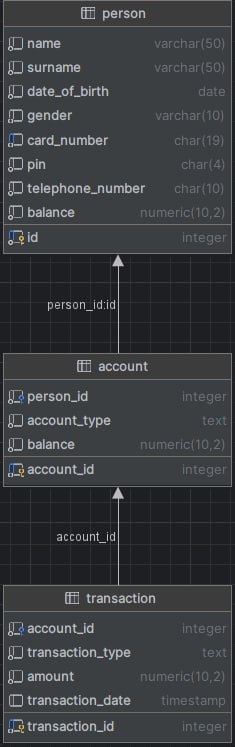 person
name varchar(50)
surname varchar(50)
date_of_birth date
gender varchar(10)
card_number char(19)
pin char(4)
telephone_number char(10)
balance numeric(10,2)
id integer
person_id:id
account
person_id integer
account_type text
balance numeric(10,2)
account_id integer
account_id
transaction
account_id integer
transaction_type text
amount numeric(10,2)
transaction_date timestamp
transaction_id integer